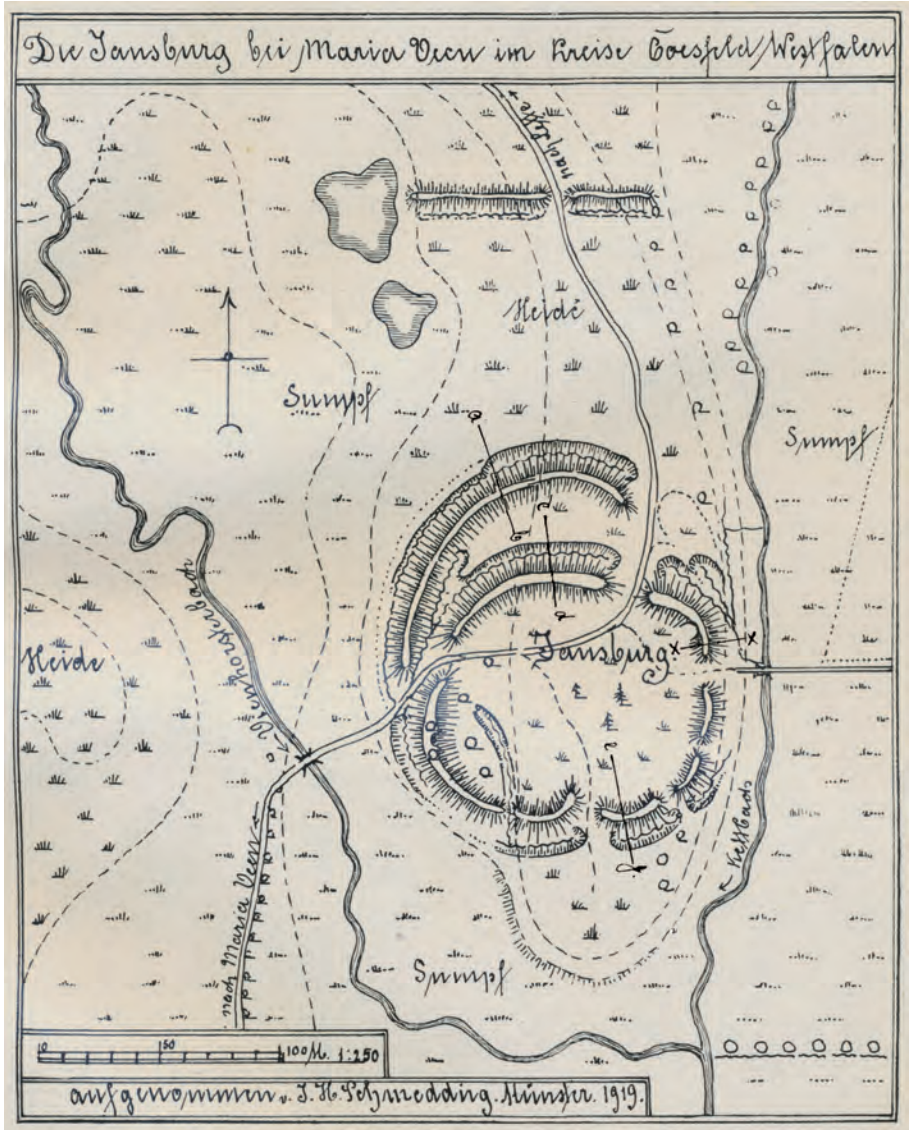 Die Jansburg bei Maria Veen im Kreise Coesfeld/Westfalen
nach Lette
Heide
Sumpf
Sumpf
a
b
c
d
Heide
Jansburg
x
x
e
f
Kettbach
nach Maria Veen
Sumpf
0 50 100 M. 1:250
aufgenommen v. J. H. Schmedding. Münster. 1919.